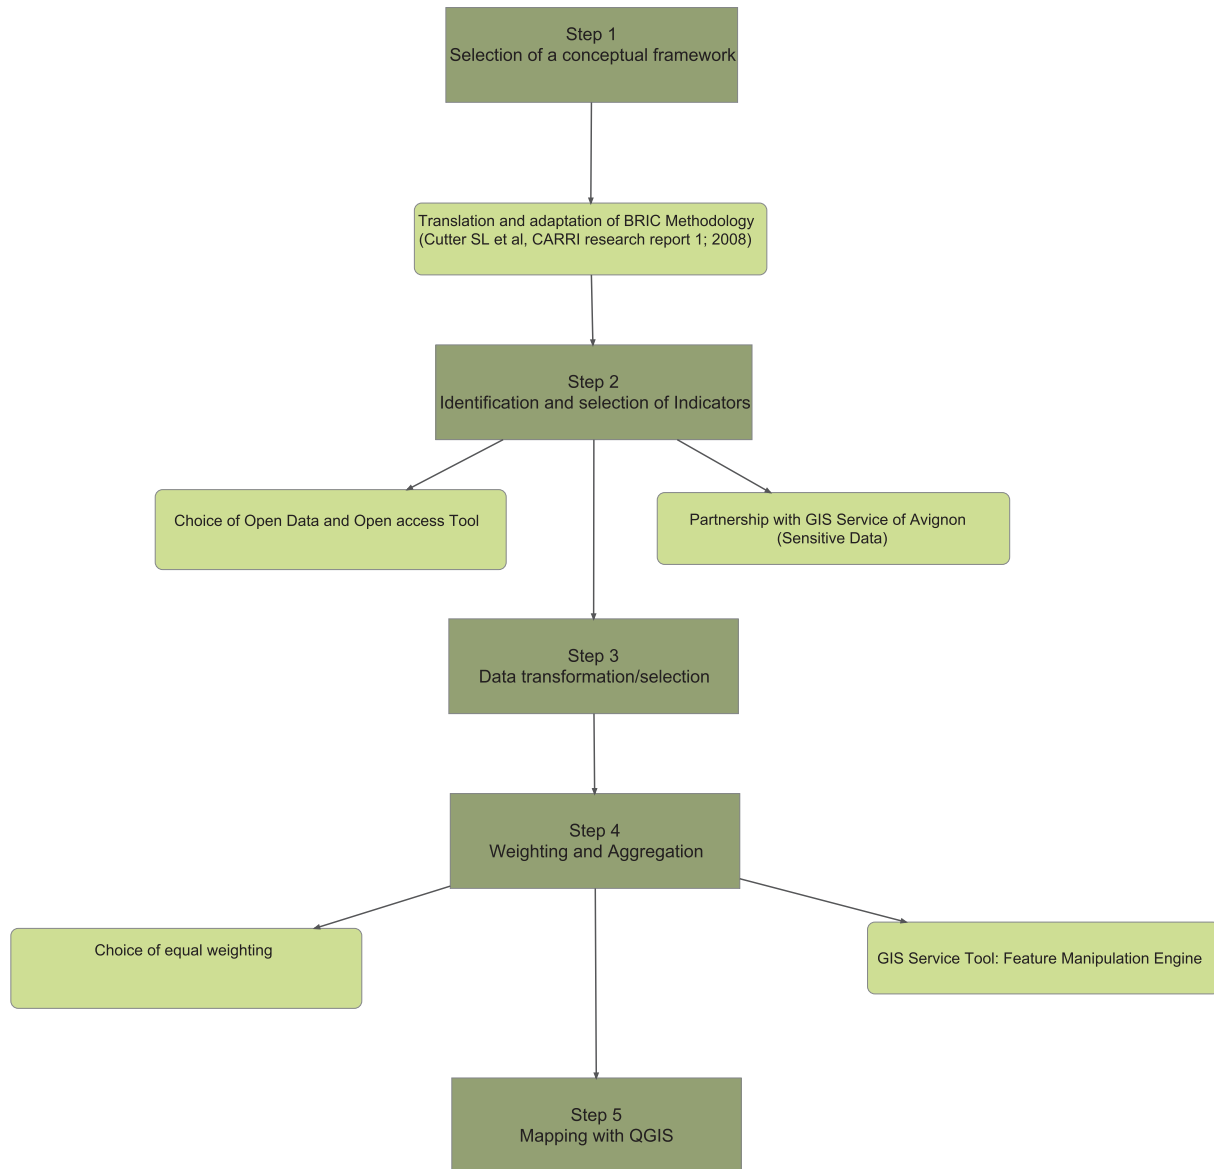 Step 1
Selection of a conceptual framework
Translation and adaptation of BRIC Methodology
(Cutter SL et al, CARRI research report 1; 2008)
Step 2
Identification and selection of Indicators
Choice of Open Data and Open access Tool
Partnership with GIS Service of Avignon
(Sensitive Data)
Step 3
Data transformation/selection
Step 4
Weighting and Aggregation
Choice of equal weighting
GIS Service Tool: Feature Manipulation Engine
Step 5
Mapping with QGIS